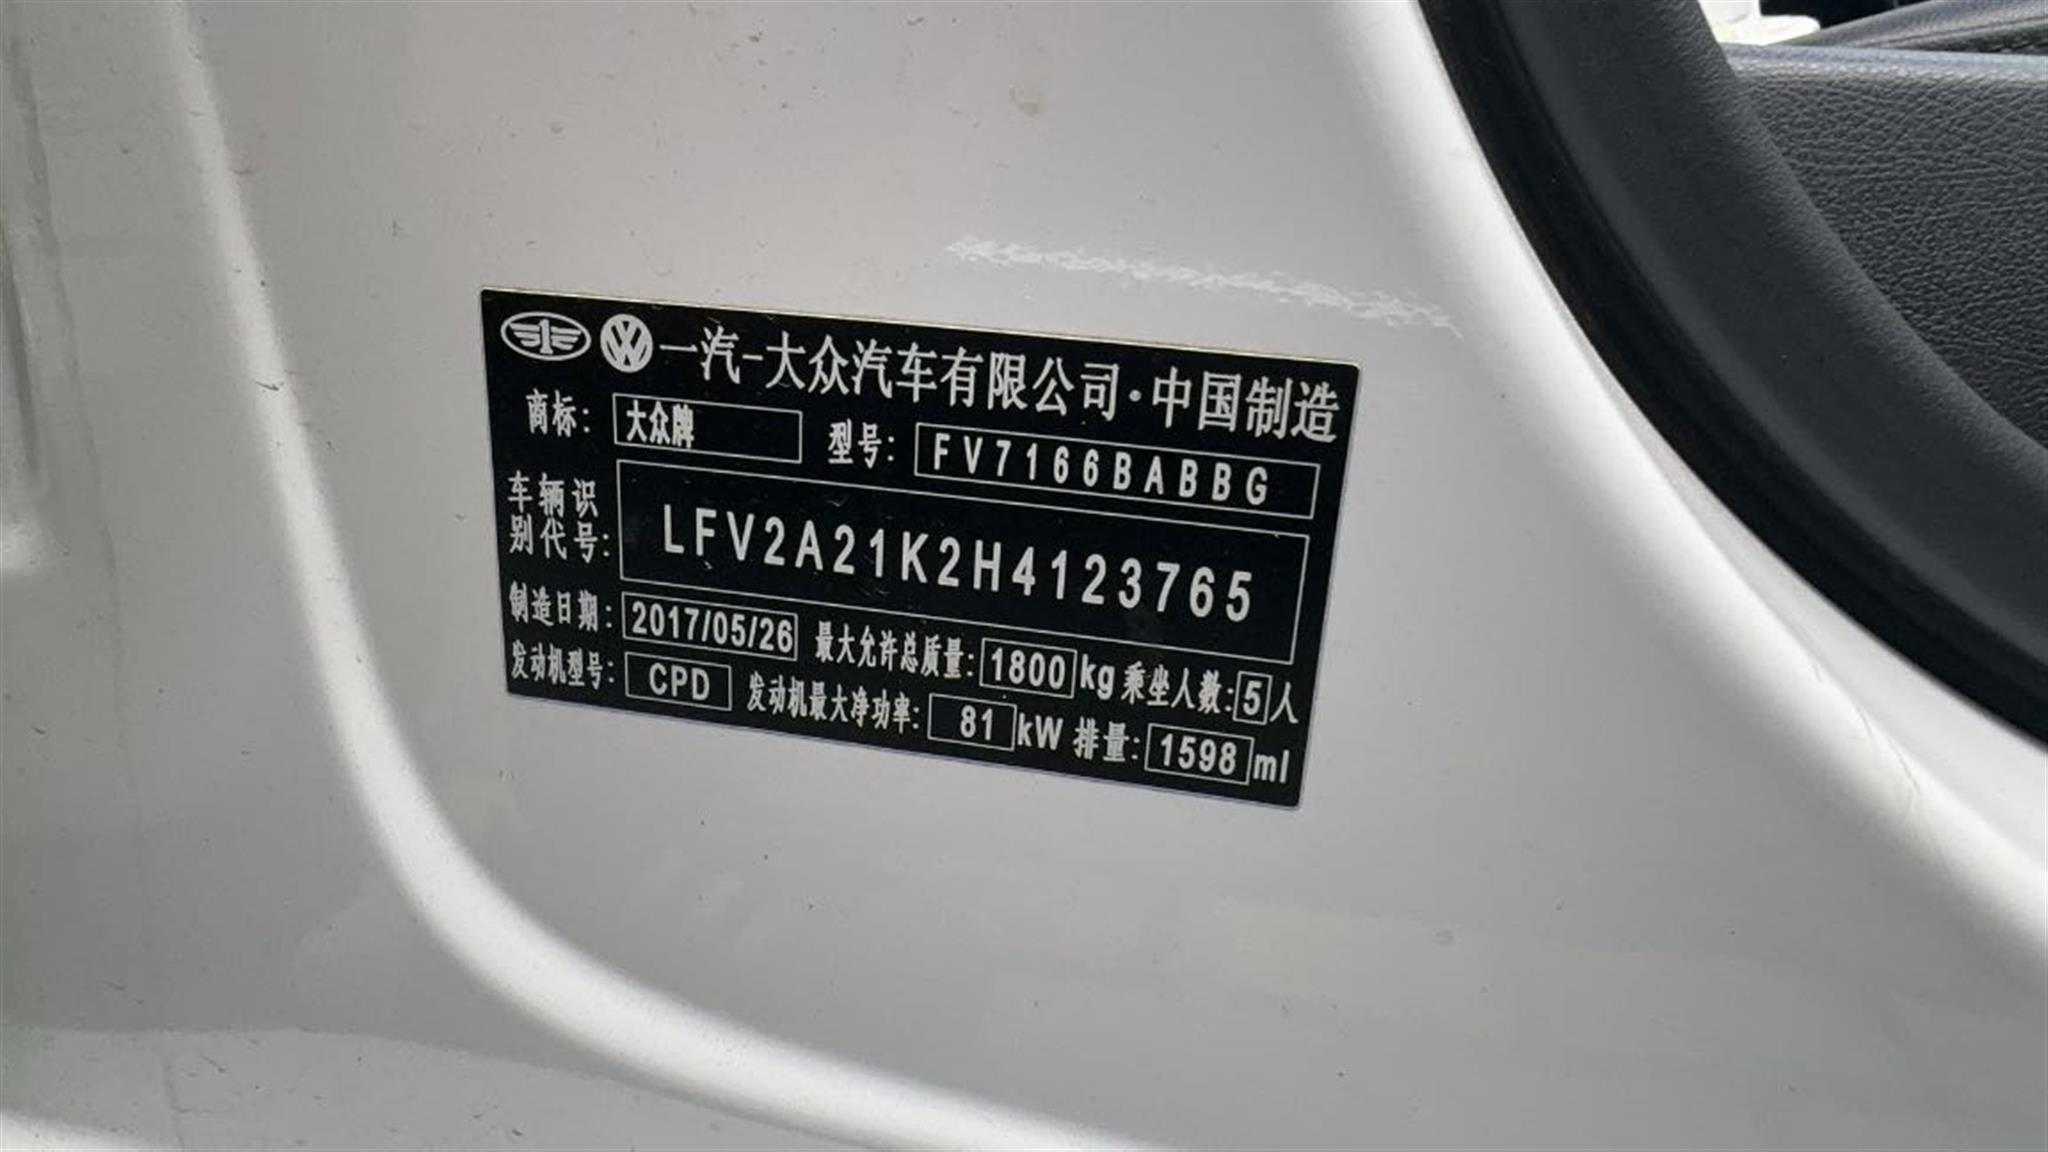 一汽-大众汽车有限公司·中国制造
商标: 大众牌 型号: FV7166BABBG
车辆识别代号: LFV2A21K2H4123765
制造日期: 2017/05/26 最大允许总质量: 1800 kg 乘坐人数: 5 人
发动机型号: CPD 发动机最大净功率: 81 kW 排量: 1598 ml